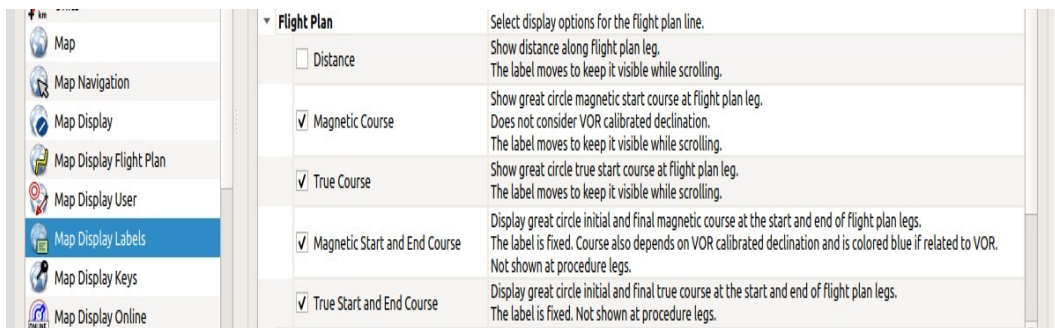 km
Flight Plan
Select display options for the flight plan line.
Map
Distance
Show distance along flight plan leg.
The label moves to keep it visible while scrolling.
Map Navigation
Map Display
Magnetic Course
Show great circle magnetic start course at flight plan leg.
Does not consider VOR calibrated declination.
The label moves to keep it visible while scrolling.
Map Display Flight Plan
True Course
Show great circle true start course at flight plan leg.
The label moves to keep it visible while scrolling.
Map Display User
Map Display Labels
Magnetic Start and End Course
Display great circle initial and final magnetic course at the start and end of flight plan legs.
The label is fixed. Course also depends on VOR calibrated declination and is colored blue if related to VOR.
Not shown at procedure legs.
Map Display Keys
True Start and End Course
Display great circle initial and final true course at the start and end of flight plan legs.
The label is fixed. Not shown at procedure legs.
Map Display Online
ONLINE